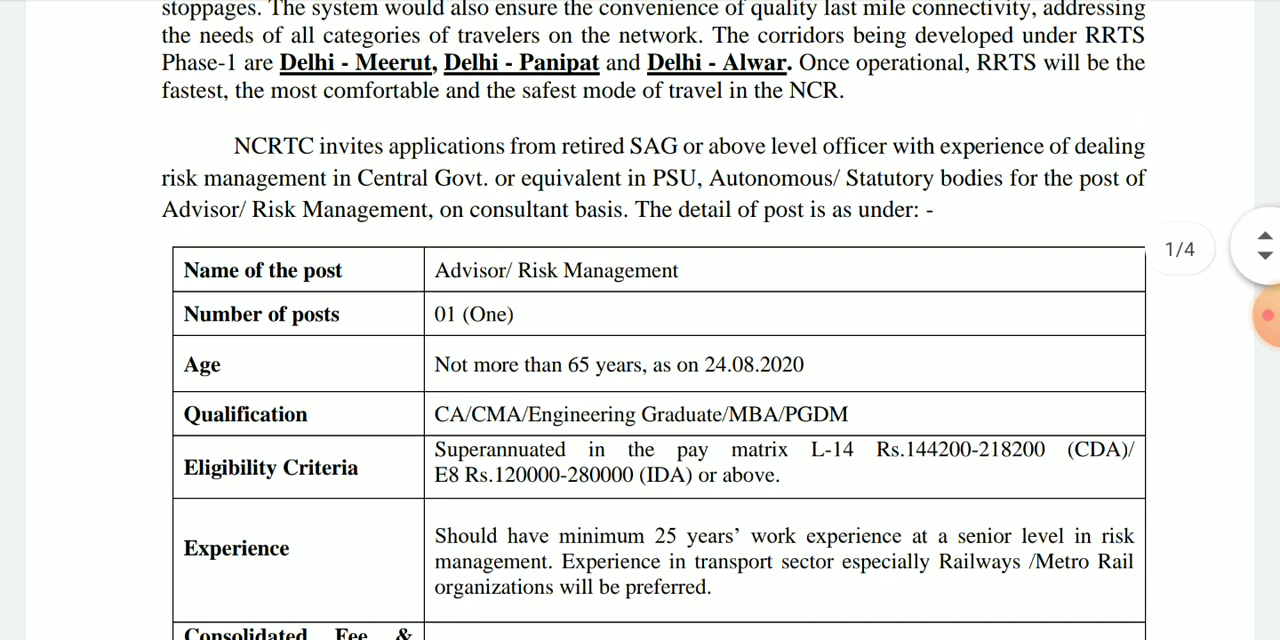 stoppages. The system would also ensure the convenience of quality last mile connectivity, addressing
the needs of all categories of travelers on the network. The corridors being developed under RRTS
Phase-1 are Delhi - Meerut, Delhi - Panipat and Delhi - Alwar. Once operational, RRTS will be the
fastest, the most comfortable and the safest mode of travel in the NCR.
NCRTC invites applications from retired SAG or above level officer with experience of dealing
risk management in Central Govt. or equivalent in PSU, Autonomous/ Statutory bodies for the post of
Advisor/ Risk Management, on consultant basis. The detail of post is as under: -
1/4
Name of the post Advisor/ Risk Management
Number of posts 01 (One)
Age Not more than 65 years, as on 24.08.2020
Qualification CA/CMA/Engineering Graduate/MBA/PGDM
Eligibility Criteria
Superannuated in the pay matrix L-14 Rs.144200-218200 (CDA)/
E8 Rs.120000-280000 (IDA) or above.
Experience
Should have minimum 25 years’ work experience at a senior level in risk
management. Experience in transport sector especially Railways /Metro Rail
organizations will be preferred.
Consolidated Fee &